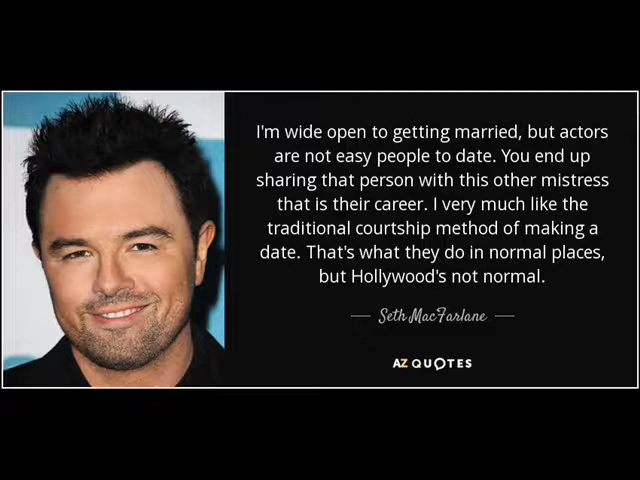 I'm wide open to getting married, but actors
are not easy people to date. You end up
sharing that person with this other mistress
that is their career. I very much like the
traditional courtship method of making a
date. That's what they do in normal places,
but Hollywood's not normal.
Seth MacFarlane
AZ QUOTES